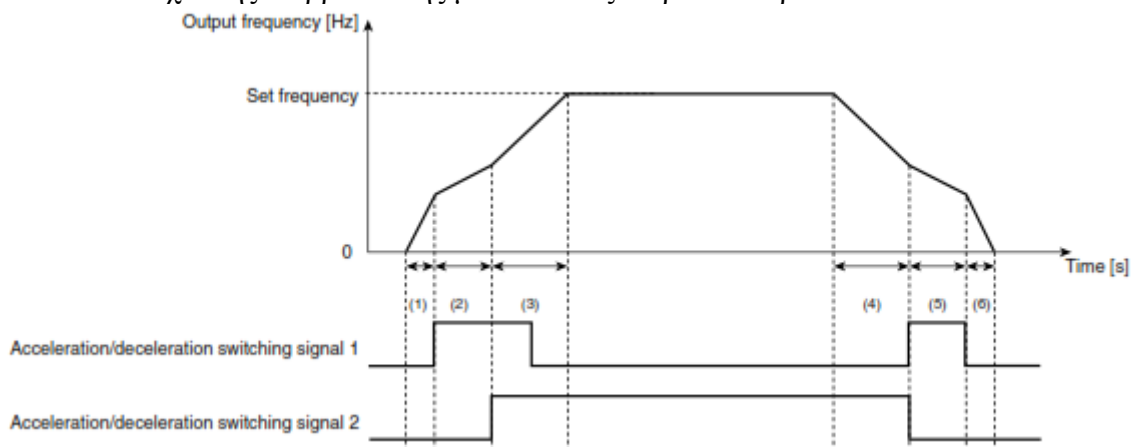 Output frequency [Hz]
Set frequency
0
Time [s]
(1) (2) (3) (4) (5) (6)
Acceleration/deceleration switching signal 1
Acceleration/deceleration switching signal 2